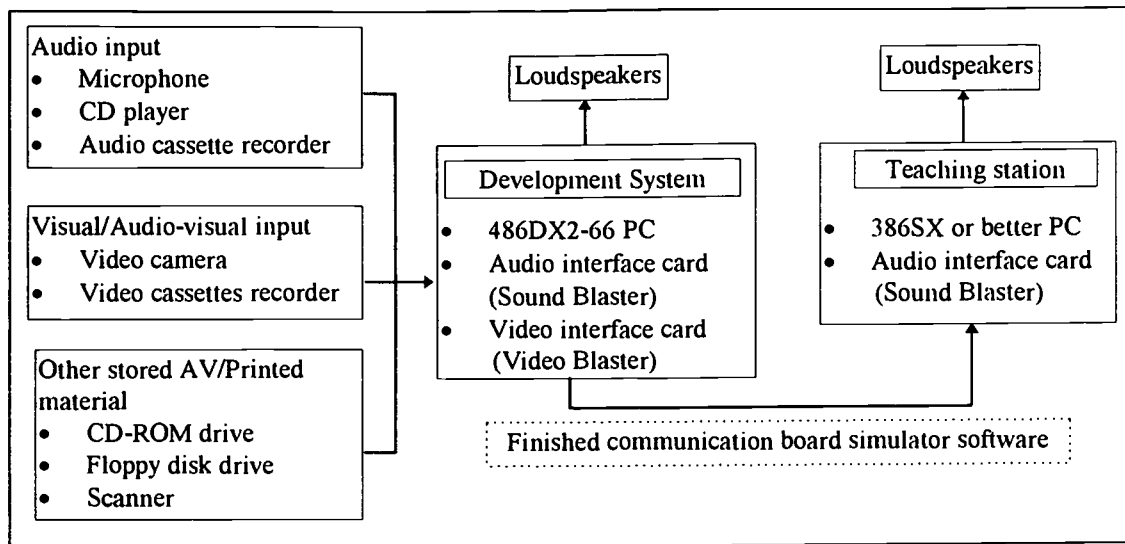 Audio input
• Microphone
• CD player
• Audio cassette recorder
Visual/Audio-visual input
• Video camera
• Video cassettes recorder
Other stored AV/Printed
material
• CD-ROM drive
• Floppy disk drive
• Scanner
Loudspeakers
Development System
• 486DX2-66 PC
• Audio interface card
(Sound Blaster)
• Video interface card
(Video Blaster)
Loudspeakers
Teaching station
• 386SX or better PC
• Audio interface card
(Sound Blaster)
Finished communication board simulator software